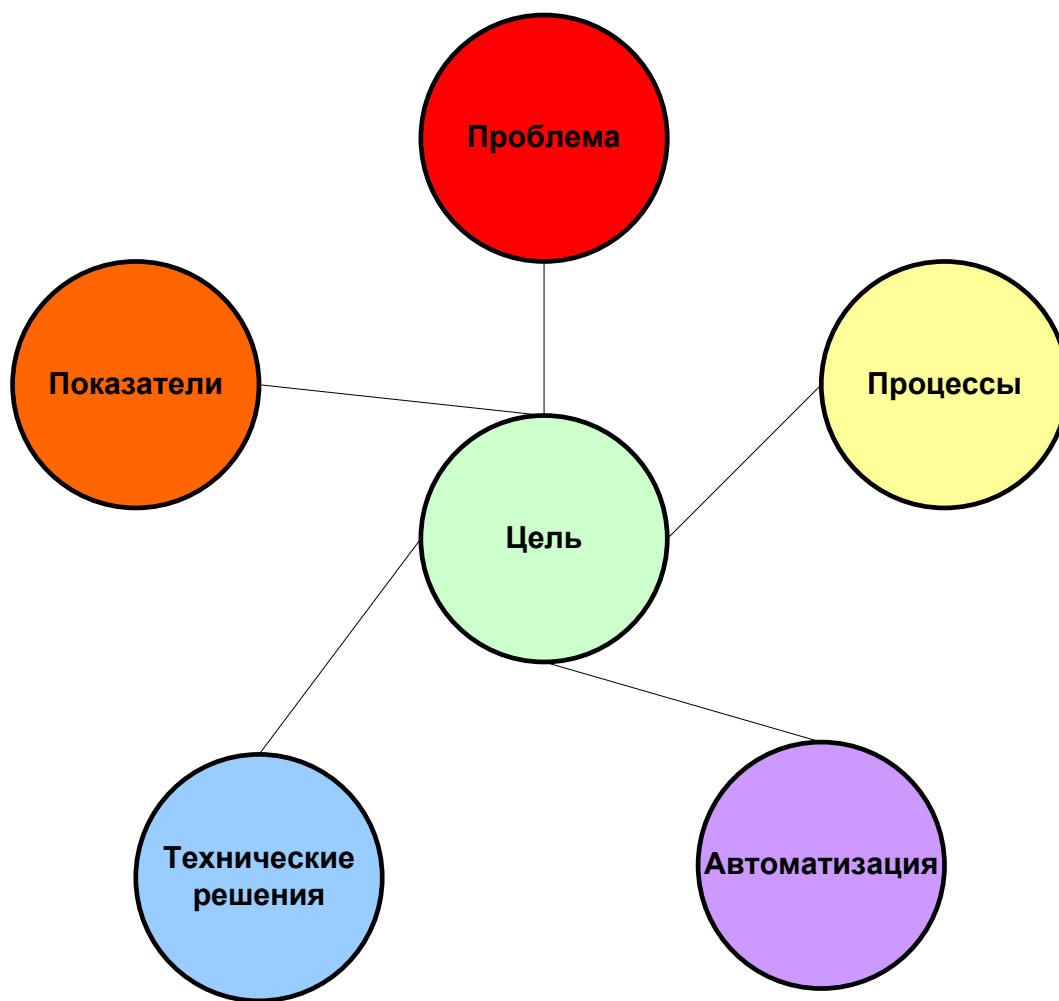 Проблема
Показатели
Процессы
Цель
Технические
решения
Автоматизация